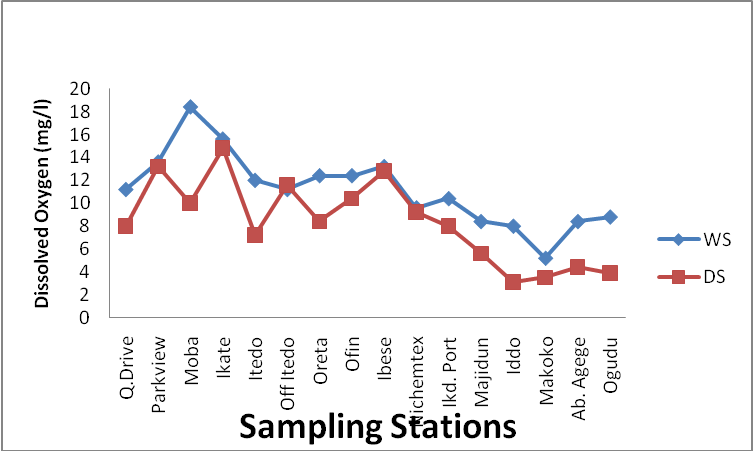 Dissolved Oxygen (mg/l)
20
18
16
14
12
10
8
6
4
2
0
Q.Drive
Parkview
Moba
Ikate
Itedo
Off Itedo
Oreta
Ofin
Ibese
Nichemtex
Ikd. Port
Majidun
Iddo
Makoko
Ab. Agege
Ogudu
WS
DS
Sampling Stations